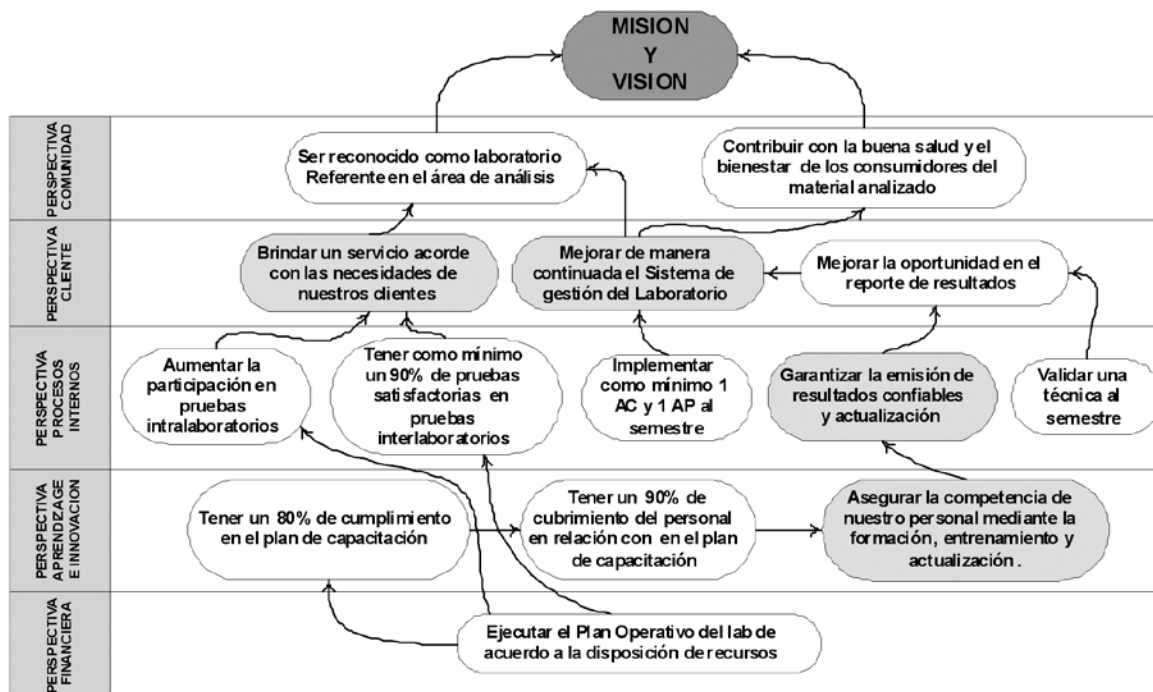 MISION
Y
VISION
PERSPECTIVA
COMUNIDAD
Ser reconocido como laboratorio
Referente en el área de análisis
Contribuir con la buena salud y el
bienestar de los consumidores del
material analizado
PERSPECTIVA
CLIENTE
Brindar un servicio acorde
con las necesidades de
nuestros clientes
Mejorar de manera
continuada el Sistema de
gestión del Laboratorio
Mejorar la oportunidad en el
reporte de resultados
PERSPECTIVA
PROCESOS
INTERNOS
Aumentar la
participación en
pruebas
intralaboratorios
Tener como mínimo
un 90% de pruebas
satisfactorias en
pruebas
interlaboratorios
Implementar
como mínimo 1
AC y 1 AP al
semestre
Garantizar la emisión de
resultados confiables
y actualización
Validar una
técnica al
semestre
PERSPECTIVA
APRENDIZAGE
E INNOVACION
Tener un 80% de cumplimiento
en el plan de capacitación
Tener un 90% de
cubrimiento del personal
en relación con en el plan
de capacitación
Asegurar la competencia de
nuestro personal mediante la
formación, entrenamiento y
actualización .
PERSPECTIVA
FINANCIERA
Ejecutar el Plan Operativo del lab de
acuerdo a la disposición de recursos